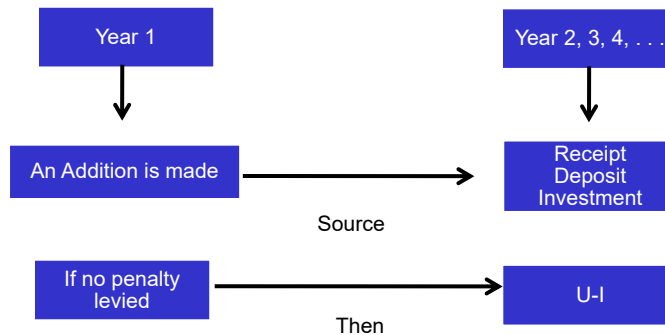 Year 1
Year 2, 3, 4, . . .
An Addition is made
Receipt
Deposit
Investment
Source
If no penalty
levied
U-I
Then